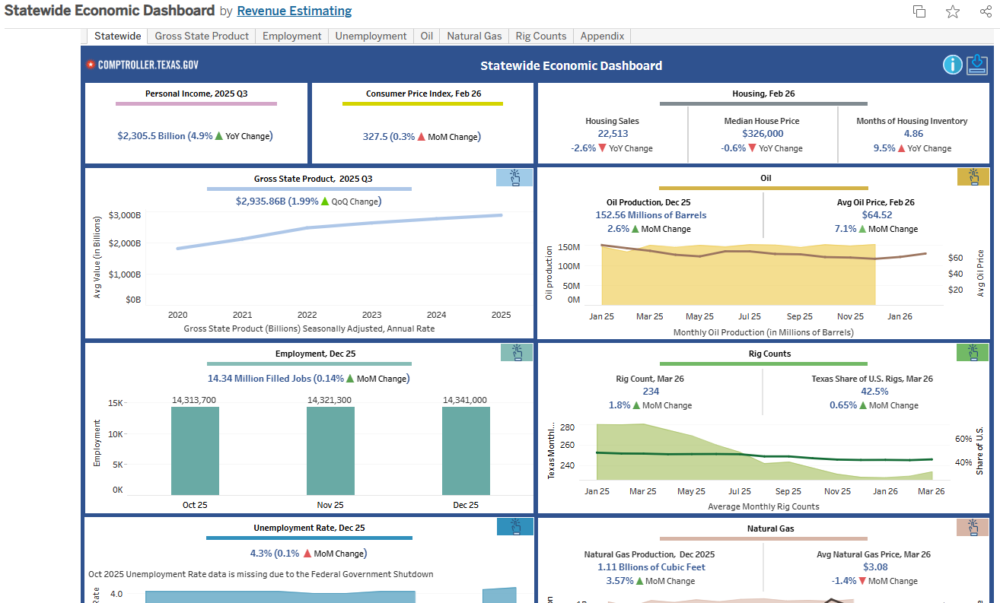 Statewide Economic Dashboard by Revenue Estimating
Statewide Gross State Product Employment Unemployment Oil Natural Gas Rig Counts Appendix
COMPTROLLER.TEXAS.GOV
Statewide Economic Dashboard
Personal Income, 2025 Q3
$2,305.5 Billion (4.9% ▲ YoY Change)
Consumer Price Index, Feb 26
327.5 (0.3% ▲ MoM Change)
Housing, Feb 26
Housing Sales
22,513
-2.6% ▼ YoY Change
Median House Price
$326,000
-0.6% ▼ YoY Change
Months of Housing Inventory
4.86
9.5% ▲ YoY Change
Gross State Product, 2025 Q3
$2,935.86B (1.99% ▲ QoQ Change)
Avg Value (in Billions)
$3,000B
$2,000B
$1,000B
$0B
2020 2021 2022 2023 2024 2025
Gross State Product (Billions) Seasonally Adjusted, Annual Rate
Oil
Oil Production, Dec 25
152.56 Millions of Barrels
2.6% ▲ MoM Change
Avg Oil Price, Feb 26
$64.52
7.1% ▲ MoM Change
Oil production
150M
100M
50M
0M
$60
$40
$20
Avg Oil Price
Jan 25 Mar 25 May 25 Jul 25 Sep 25 Nov 25 Jan 26
Monthly Oil Production (in Millions of Barrels)
Employment, Dec 25
14.34 Million Filled Jobs (0.14% ▲ MoM Change)
Employment
15K
10K
5K
0K
14,313,700 14,321,300 14,341,000
Oct 25 Nov 25 Dec 25
Rig Counts
Rig Count, Mar 26
234
1.8% ▲ MoM Change
Texas Share of U.S. Rigs, Mar 26
42.5%
0.65% ▲ MoM Change
Texas Monthl...
280
260
240
60%
40%
Share of U.S.
Jan 25 Mar 25 May 25 Jul 25 Sep 25 Nov 25 Jan 26 Mar 26
Average Monthly Rig Counts
Unemployment Rate, Dec 25
4.3% (0.1% ▲ MoM Change)
Oct 2025 Unemployment Rate data is missing due to the Federal Government Shutdown
Rate
4.0
Natural Gas
Natural Gas Production, Dec 2025
1.11 Bllions of Cubic Feet
3.57% ▲ MoM Change
Avg Natural Gas Price, Mar 26
$3.08
-1.4% ▼ MoM Change